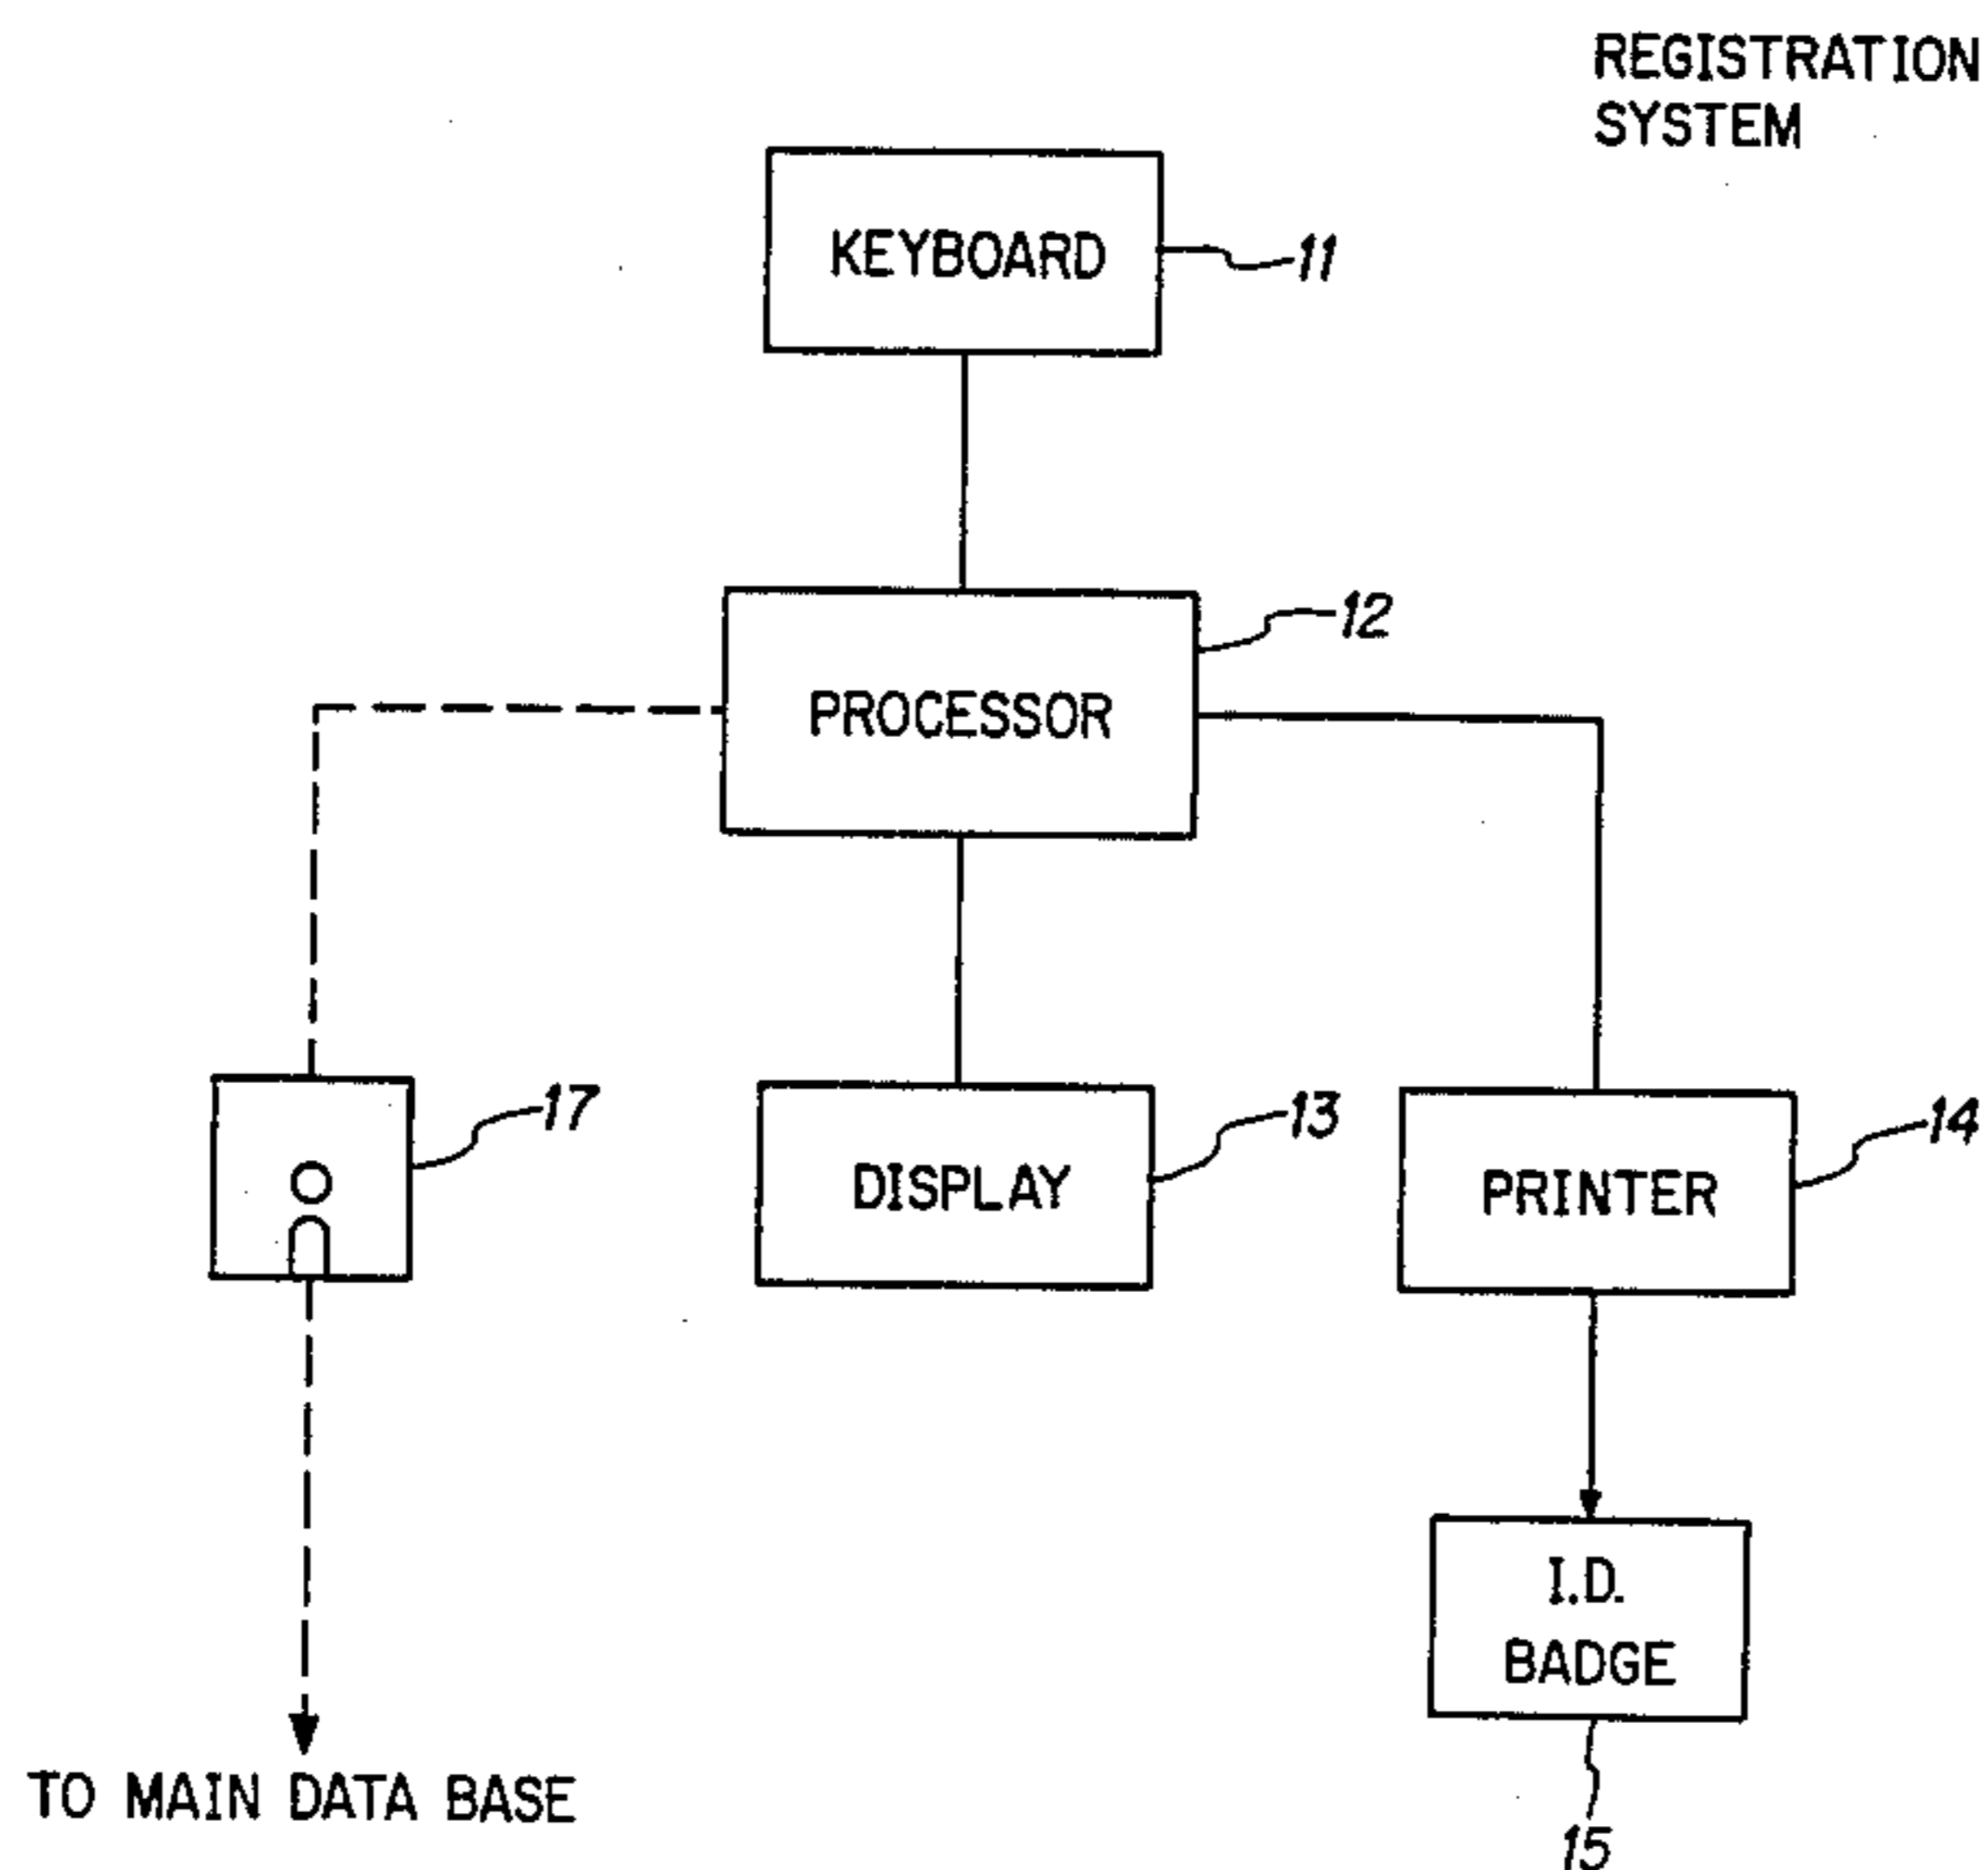 REGISTRATION
SYSTEM
KEYBOARD
11
PROCESSOR
12
17
DISPLAY
13
PRINTER
14
I.D.
BADGE
15
TO MAIN DATA BASE